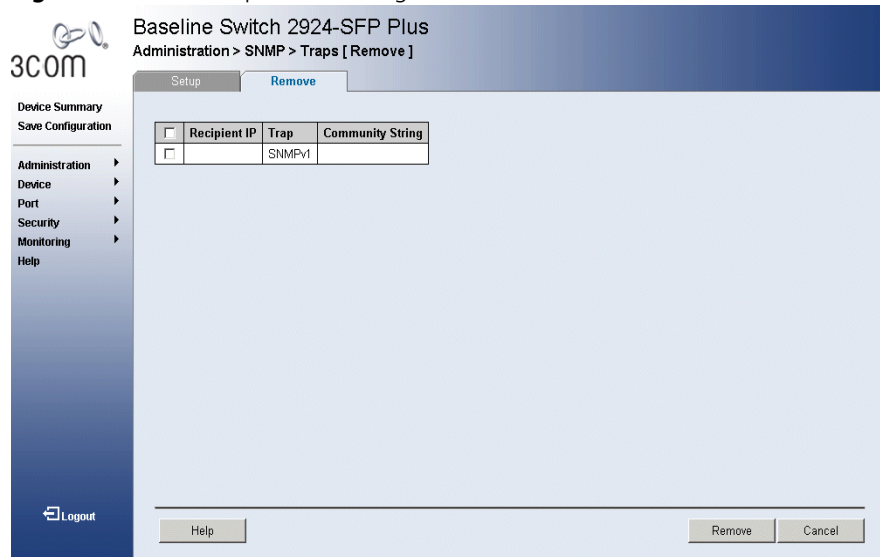 3com
Baseline Switch 2924-SFP Plus
Administration > SNMP > Traps [ Remove ]
Setup
Remove
Device Summary
Save Configuration
Administration
Device
Port
Security
Monitoring
Help
Logout
Recipient IP Trap Community String
SNMPv1
Help
Remove
Cancel